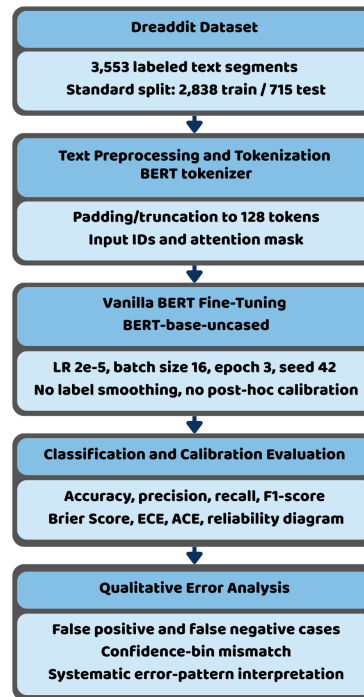 Dreaddit Dataset
3,553 labeled text segments
Standard split: 2,838 train / 715 test
Text Preprocessing and Tokenization
BERT tokenizer
Padding/truncation to 128 tokens
Input IDs and attention mask
Vanilla BERT Fine-Tuning
BERT-base-uncased
LR 2e-5, batch size 16, epoch 3, seed 42
No label smoothing, no post-hoc calibration
Classification and Calibration Evaluation
Accuracy, precision, recall, F1-score
Brier Score, ECE, ACE, reliability diagram
Qualitative Error Analysis
False positive and false negative cases
Confidence-bin mismatch
Systematic error-pattern interpretation